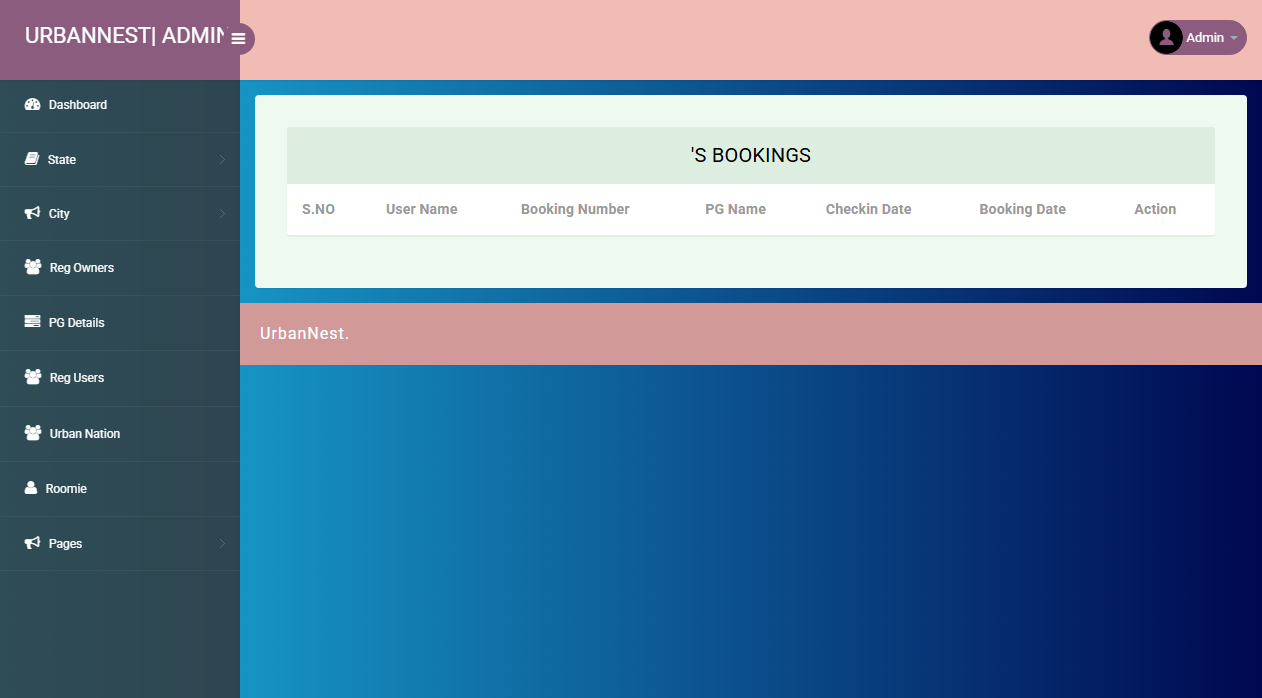 URBANNEST| ADMIN
Admin
Dashboard
State
City
Reg Owners
PG Details
Reg Users
Urban Nation
Roomie
Pages
'S BOOKINGS
S.NO User Name Booking Number PG Name Checkin Date Booking Date Action
UrbanNest.